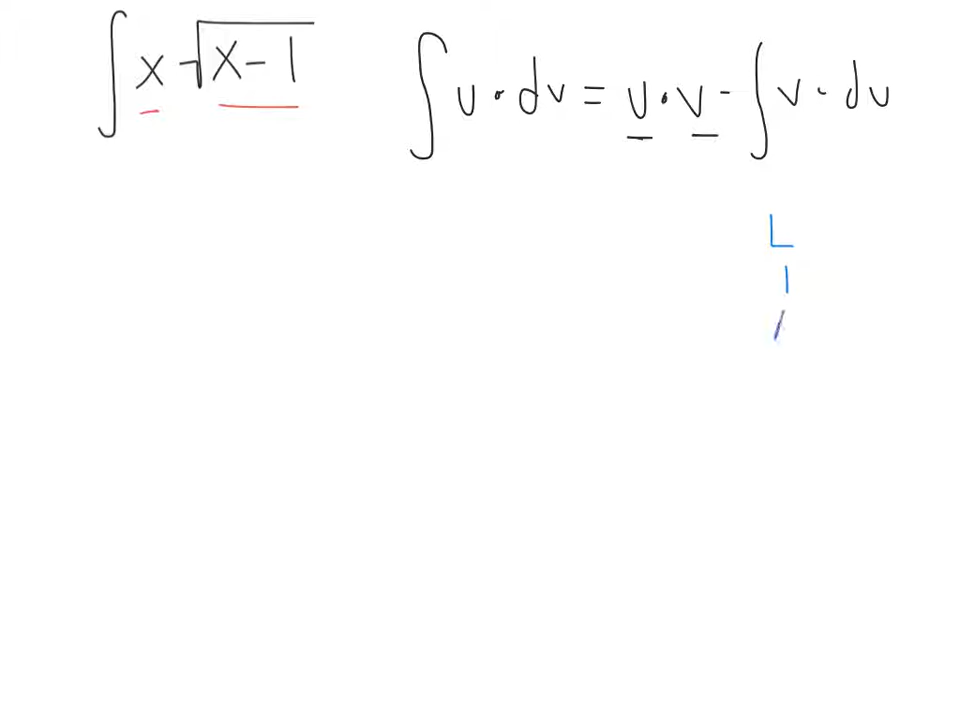 ∫ x √(x - 1)
∫ u · dv = u · v - ∫ v · du
L
I